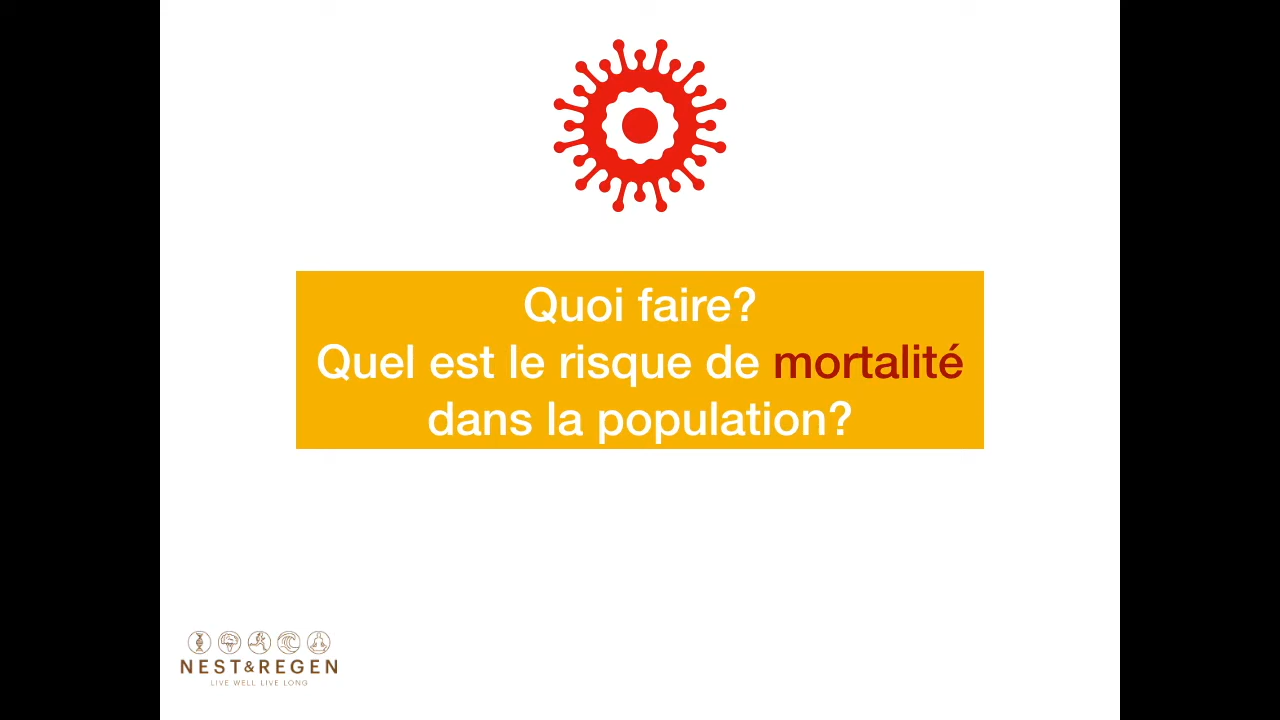 Quoi faire?
Quel est le risque de mortalité
dans la population?
NEST&REGEN
LIVE WELL LIVE LONG